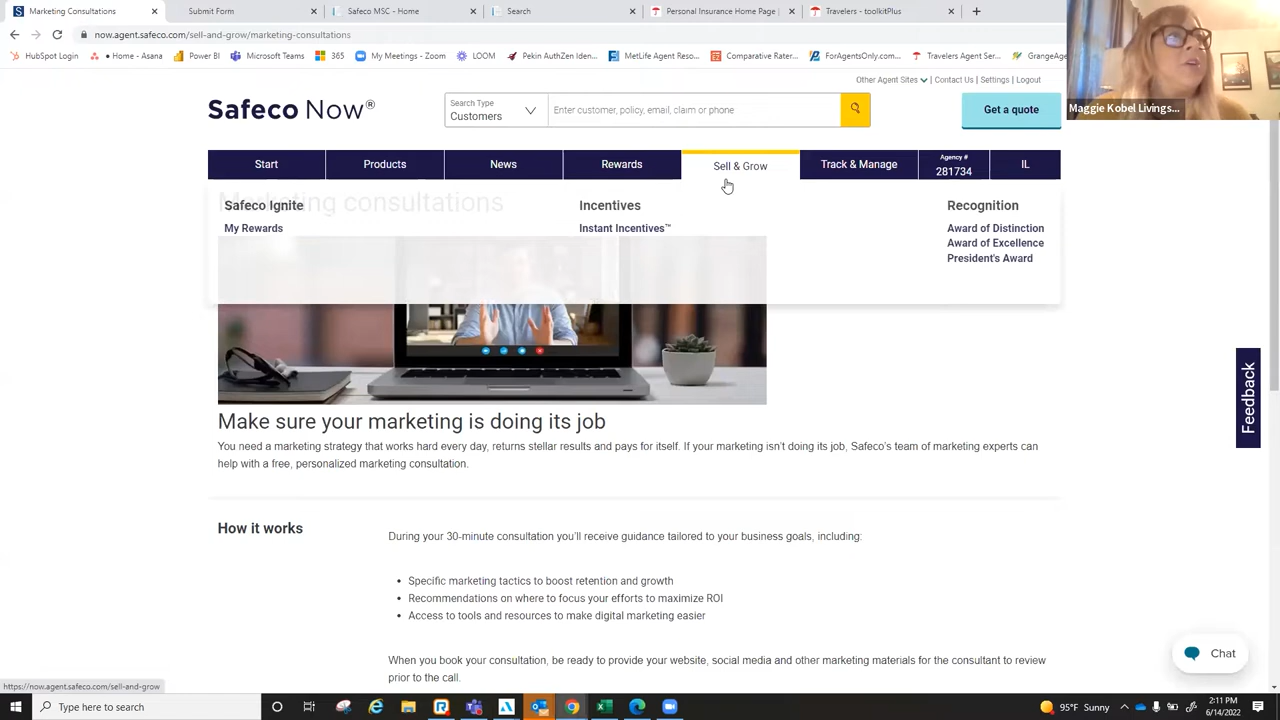 Marketing Consultations
Submit Form
Safeco MSC - Home
Search
Personal Insurance Home Page
Travelers - toolkitPlus
now.agent.safeco.com/sell-and-grow/marketing-consultations
HubSpot Login
• Home - Asana
Power BI
Microsoft Teams
365
My Meetings - Zoom
LOOM
Pekin AuthZen Iden...
MetLife Agent Reso...
Comparative Rater...
ForAgentsOnly.com...
Travelers Agent Ser...
GrangeAge
Maggie Kobel Livings...
Other Agent Sites | Contact Us | Settings | Logout
Safeco Now®
Search Type
Customers
Enter customer, policy, email, claim or phone
Get a quote
Start
Products
News
Rewards
Sell & Grow
Track & Manage
Agency #
281734
IL
Marketing consultations
Safeco Ignite
My Rewards
Incentives
Instant Incentives™
Recognition
Award of Distinction
Award of Excellence
President's Award
Make sure your marketing is doing its job
You need a marketing strategy that works hard every day, returns stellar results and pays for itself. If your marketing isn't doing its job, Safeco's team of marketing experts can
help with a free, personalized marketing consultation.
Feedback
How it works
During your 30-minute consultation you'll receive guidance tailored to your business goals, including:
• Specific marketing tactics to boost retention and growth
• Recommendations on where to focus your efforts to maximize ROI
• Access to tools and resources to make digital marketing easier
When you book your consultation, be ready to provide your website, social media and other marketing materials for the consultant to review
prior to the call.
Chat
https://now.agent.safeco.com/sell-and-grow
Type here to search
95°F Sunny
2:11 PM
6/14/2022